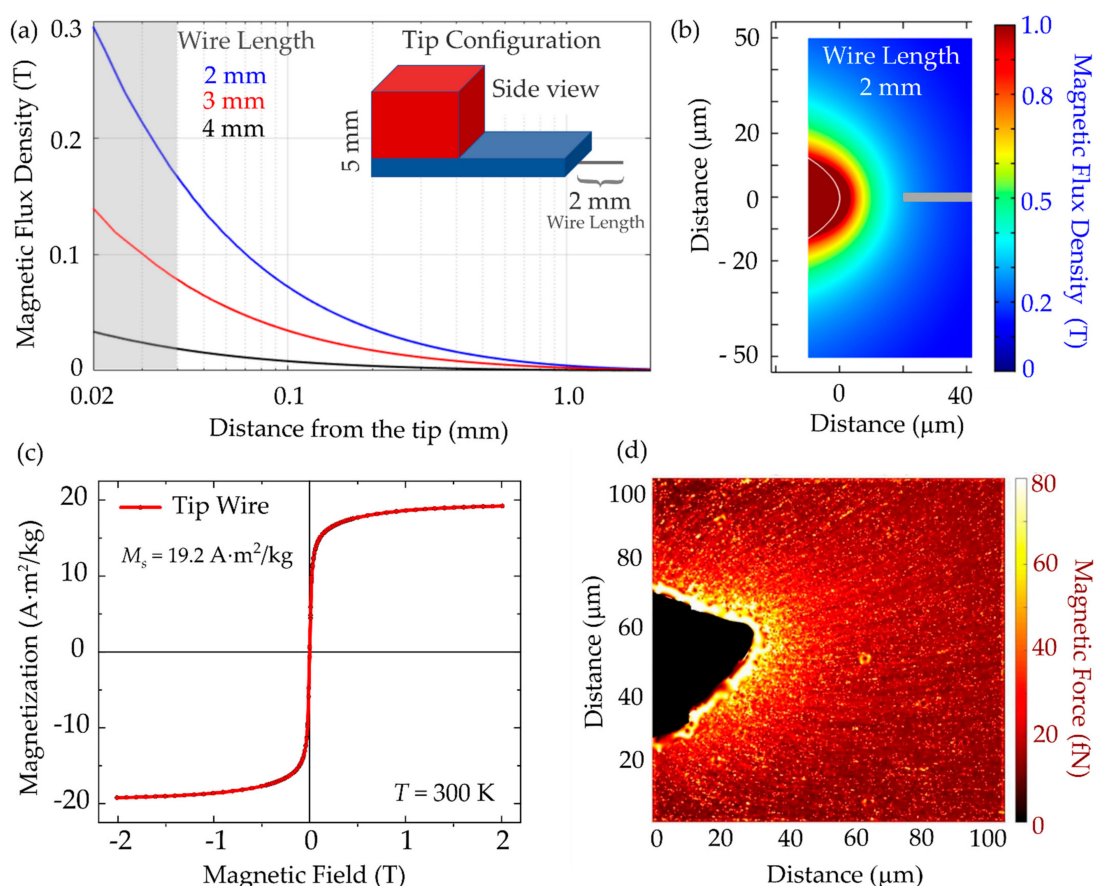 (a)
0.3
0.2
0.1
0
Magnetic Flux Density (T)
Wire Length
2 mm
3 mm
4 mm
Tip Configuration
Side view
5 mm
2 mm
Wire Length
0.02
0.1
1.0
Distance from the tip (mm)
(b)
50
20
0
- 20
- 50
Distance (µm)
Wire Length
2 mm
0
20
40
Distance (µm)
1.0
0.8
0.5
0.2
0
Magnetic Flux Density (T)
(c)
20
10
0
-10
-20
Magnetization (A·m²/kg)
Tip Wire
Mₛ = 19.2 A·m²/kg
T = 300 K
-2
-1
0
1
2
Magnetic Field (T)
(d)
100
80
60
40
20
Distance (µm)
0
20
40
60
80
100
Distance (µm)
80
60
40
20
0
Magnetic Force (fN)